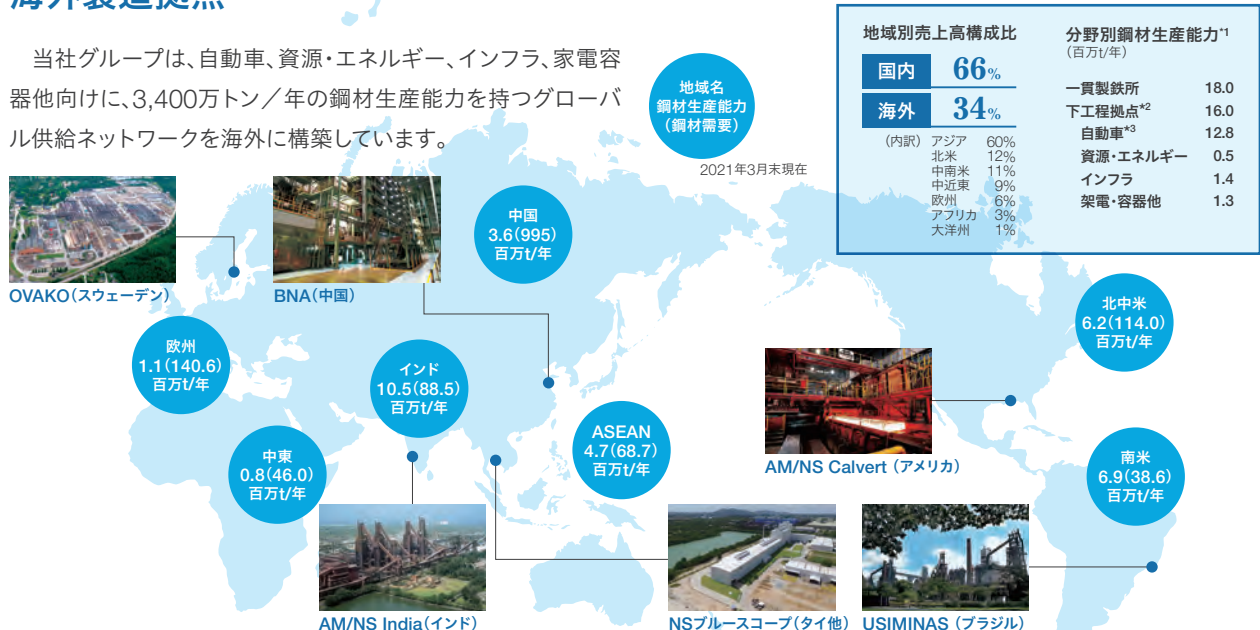 海外製造拠点
当社グループは、自動車、資源・エネルギー、インフラ、家電容
器他向けに、3,400万トン／年の鋼材生産能力を持つグローバ
ル供給ネットワークを海外に構築しています。
地域名
鋼材生産能力
（鋼材需要）
2021年3月末現在
地域別売上高構成比
国内 66%
海外 34%
（内訳） アジア 60%
北米 12%
中南米 11%
中近東 9%
欧州 6%
アフリカ 3%
大洋州 1%
分野別鋼材生産能力*1
（百万t/年）
一貫製鉄所 18.0
下工程拠点*2 16.0
自動車*3 12.8
資源・エネルギー 0.5
インフラ 1.4
架電・容器他 1.3
OVAKO（スウェーデン）
BNA（中国）
中国
3.6(995)
百万t/年
欧州
1.1(140.6)
百万t/年
インド
10.5(88.5)
百万t/年
北中米
6.2(114.0)
百万t/年
中東
0.8(46.0)
百万t/年
ASEAN
4.7(68.7)
百万t/年
AM/NS Calvert（アメリカ）
南米
6.9(38.6)
百万t/年
AM/NS India（インド）
NSブルースコープ（タイ他）
USIMINAS（ブラジル）